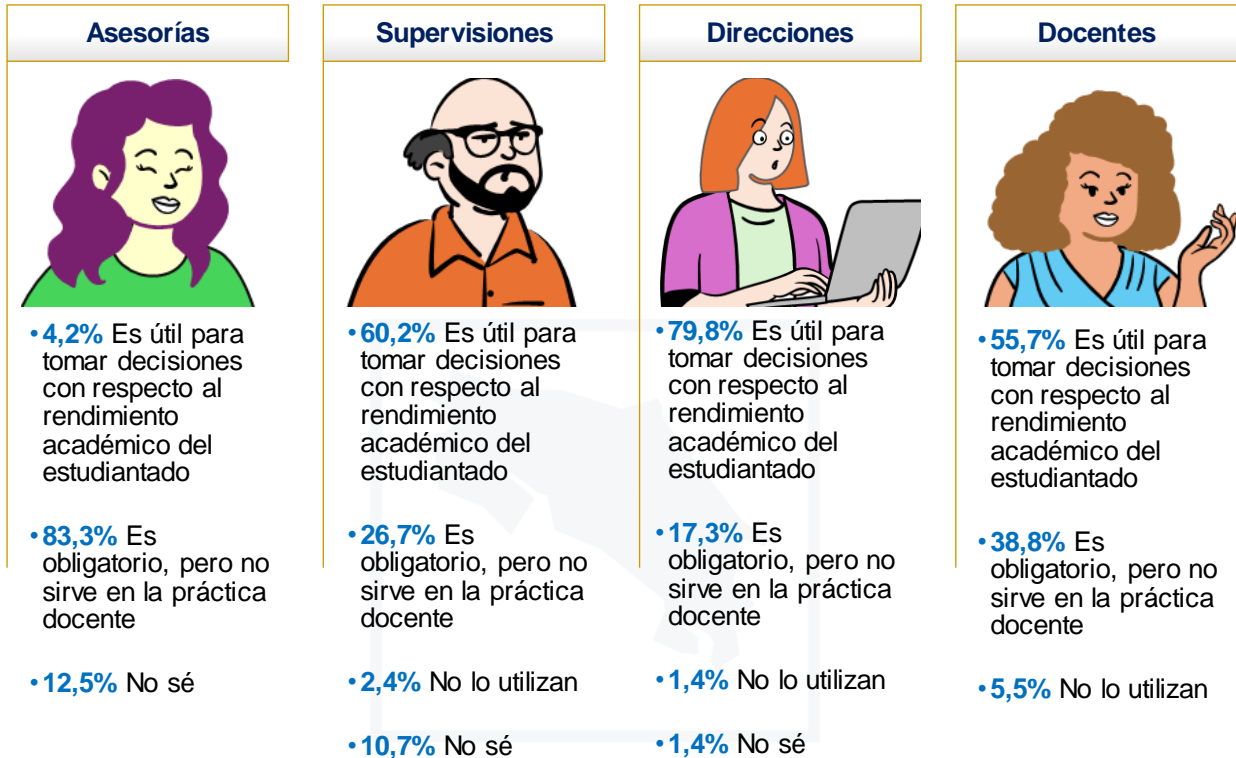 Asesorías
•4,2% Es útil para
tomar decisiones
con respecto al
rendimiento
académico del
estudiantado
•83,3% Es
obligatorio, pero no
sirve en la práctica
docente
•12,5% No sé
Supervisiones
•60,2% Es útil para
tomar decisiones
con respecto al
rendimiento
académico del
estudiantado
•26,7% Es
obligatorio, pero no
sirve en la práctica
docente
•2,4% No lo utilizan
•10,7% No sé
Direcciones
•79,8% Es útil para
tomar decisiones
con respecto al
rendimiento
académico del
estudiantado
•17,3% Es
obligatorio, pero no
sirve en la práctica
docente
•1,4% No lo utilizan
•1,4% No sé
Docentes
•55,7% Es útil para
tomar decisiones
con respecto al
rendimiento
académico del
estudiantado
•38,8% Es
obligatorio, pero no
sirve en la práctica
docente
•5,5% No lo utilizan